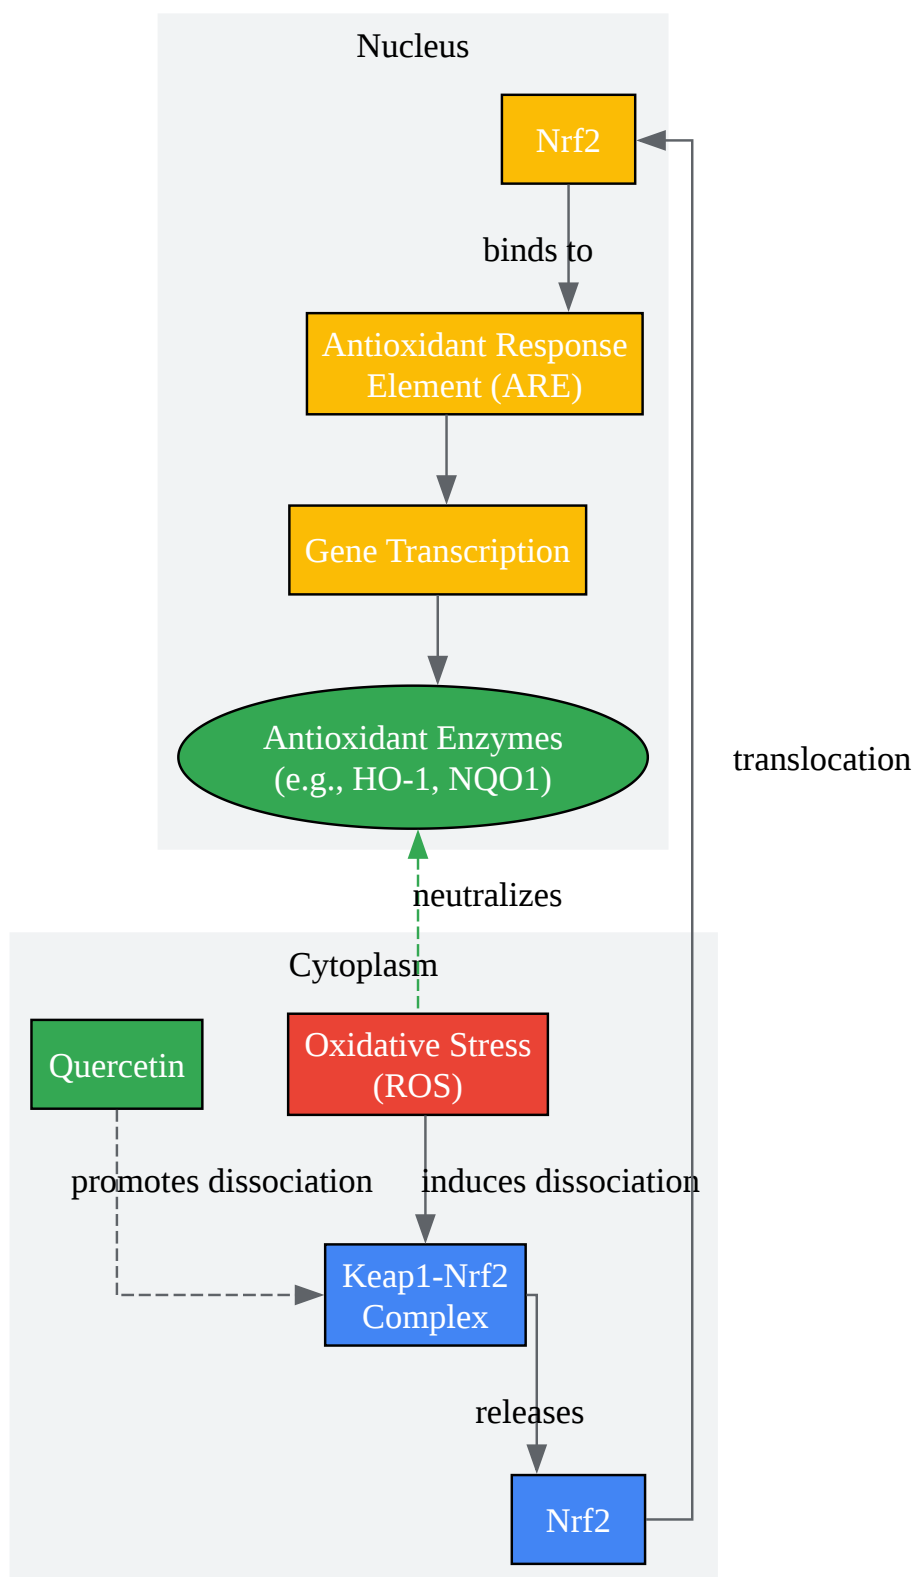 Nucleus
Nrf2
binds to
Antioxidant Response
Element (ARE)
Gene Transcription
Antioxidant Enzymes
(e.g., HO-1, NQO1)
translocation
neutralizes
Cytoplasm
Quercetin
Oxidative Stress
(ROS)
promotes dissociation
induces dissociation
Keap1-Nrf2
Complex
releases
Nrf2